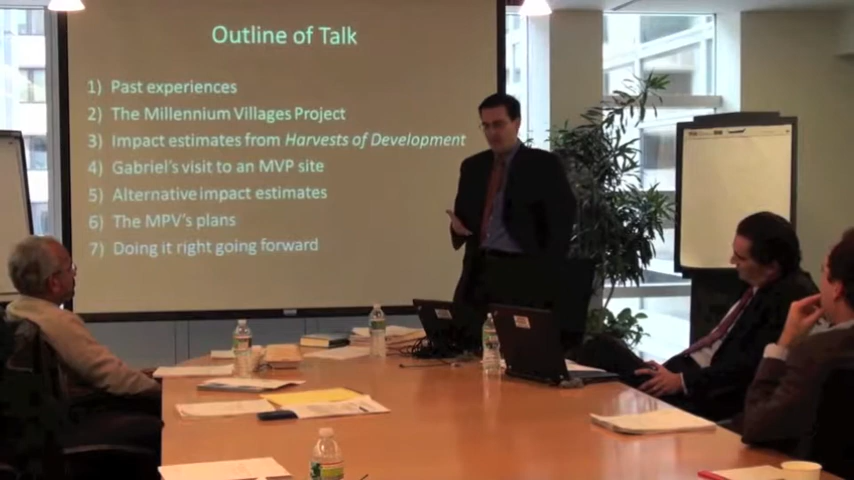 Outline of Talk
1) Past experiences
2) The Millennium Villages Project
3) Impact estimates from Harvests of Development
4) Gabriel's visit to an MVP site
5) Alternative impact estimates
6) The MPV's plans
7) Doing it right going forward